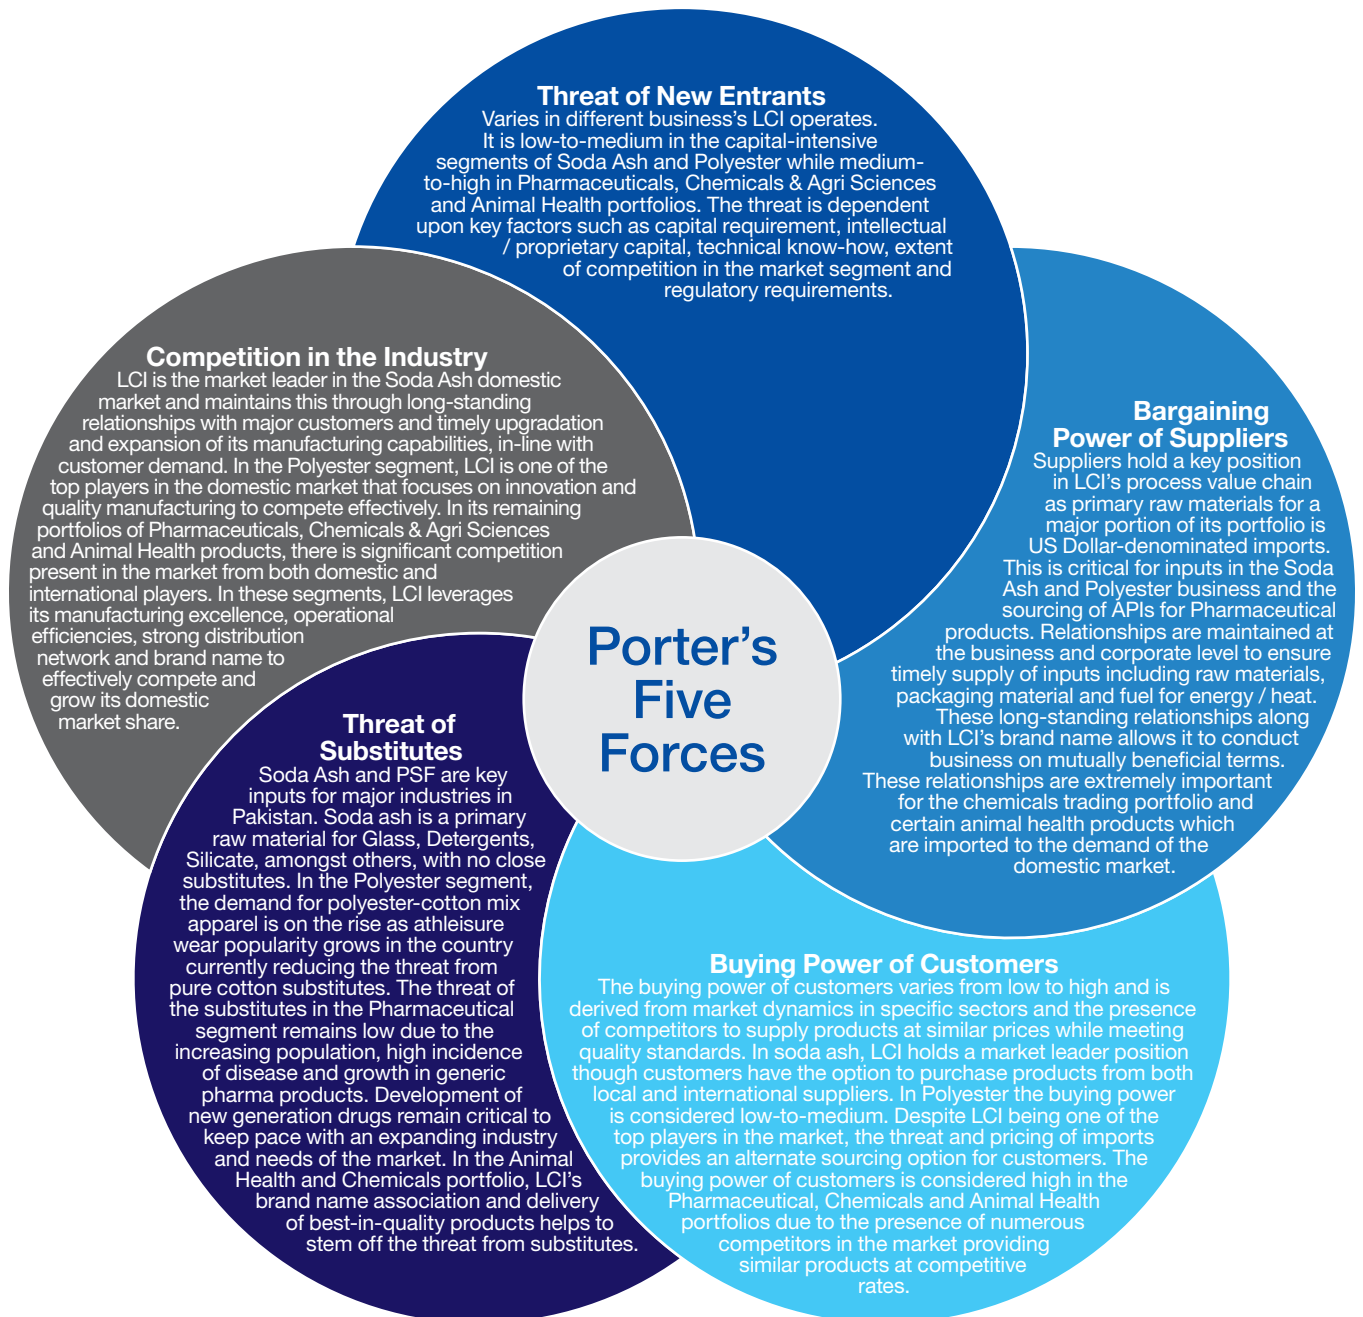 Threat of New Entrants
Varies in different business's LCI operates.
It is low-to-medium in the capital-intensive
segments of Soda Ash and Polyester while medium-
to-high in Pharmaceuticals, Chemicals & Agri Sciences
and Animal Health portfolios. The threat is dependent
upon key factors such as capital requirement, intellectual
/ proprietary capital, technical know-how, extent
of competition in the market segment and
regulatory requirements.
Competition in the Industry
LCI is the market leader in the Soda Ash domestic
market and maintains this through long-standing
relationships with major customers and timely upgradation
and expansion of its manufacturing capabilities, in-line with
customer demand. In the Polyester segment, LCI is one of the
top players in the domestic market that focuses on innovation and
quality manufacturing to compete effectively. In its remaining
portfolios of Pharmaceuticals, Chemicals & Agri Sciences
and Animal Health products, there is significant competition
present in the market from both domestic and
international players. In these segments, LCI leverages
its manufacturing excellence, operational
efficiencies, strong distribution
network and brand name to
effectively compete and
grow its domestic
market share.
Bargaining
Power of Suppliers
Suppliers hold a key position
in LCI's process value chain
as primary raw materials for a
major portion of its portfolio is
US Dollar-denominated imports.
This is critical for inputs in the Soda
Ash and Polyester business and the
sourcing of APIs for Pharmaceutical
products. Relationships are maintained at
the business and corporate level to ensure
timely supply of inputs including raw materials,
packaging material and fuel for energy / heat.
These long-standing relationships along
with LCI's brand name allows it to conduct
business on mutually beneficial terms.
These relationships are extremely important
for the chemicals trading portfolio and
certain animal health products which
are imported to the demand of the
domestic market.
Porter's
Five
Forces
Threat of
Substitutes
Soda Ash and PSF are key
inputs for major industries in
Pakistan. Soda ash is a primary
raw material for Glass, Detergents,
Silicate, amongst others, with no close
substitutes. In the Polyester segment,
the demand for polyester-cotton mix
apparel is on the rise as athleisure
wear popularity grows in the country
currently reducing the threat from
pure cotton substitutes. The threat of
the substitutes in the Pharmaceutical
segment remains low due to the
increasing population, high incidence
of disease and growth in generic
pharma products. Development of
new generation drugs remain critical to
keep pace with an expanding industry
and needs of the market. In the Animal
Health and Chemicals portfolio, LCI's
brand name association and delivery
of best-in-quality products helps to
stem off the threat from substitutes.
Buying Power of Customers
The buying power of customers varies from low to high and is
derived from market dynamics in specific sectors and the presence
of competitors to supply products at similar prices while meeting
quality standards. In soda ash, LCI holds a market leader position
though customers have the option to purchase products from both
local and international suppliers. In Polyester the buying power
is considered low-to-medium. Despite LCI being one of the
top players in the market, the threat and pricing of imports
provides an alternate sourcing option for customers. The
buying power of customers is considered high in the
Pharmaceutical, Chemicals and Animal Health
portfolios due to the presence of numerous
competitors in the market providing
similar products at competitive
rates.